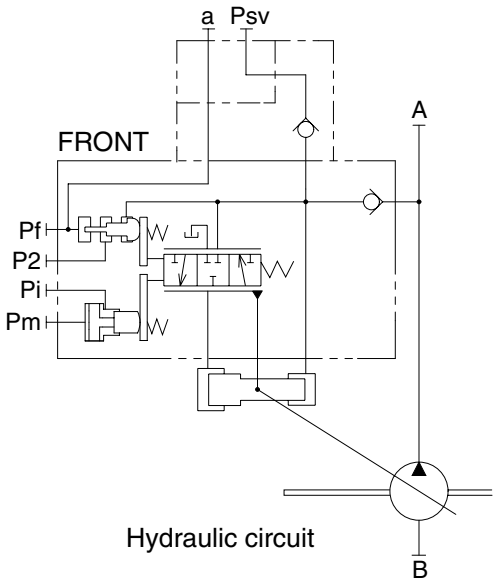 a Psv
A
FRONT
Pf
P2
Pi
Pm
Hydraulic circuit
B